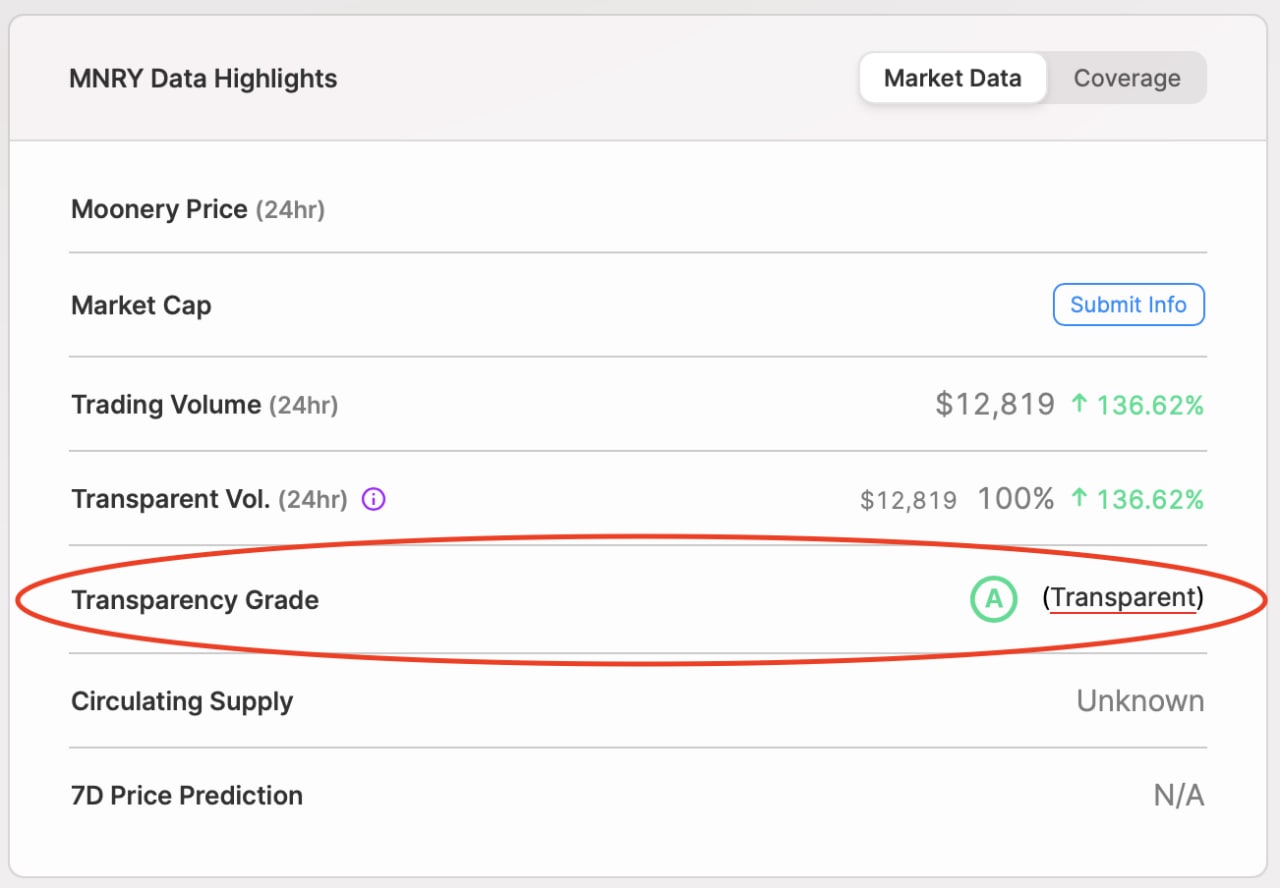 MNRY Data Highlights Market Data Coverage
Moonery Price (24hr)
Market Cap Submit Info
Trading Volume (24hr) $12,819 ↑ 136.62%
Transparent Vol. (24hr) i $12,819 100% ↑ 136.62%
Transparency Grade A (Transparent)
Circulating Supply Unknown
7D Price Prediction N/A